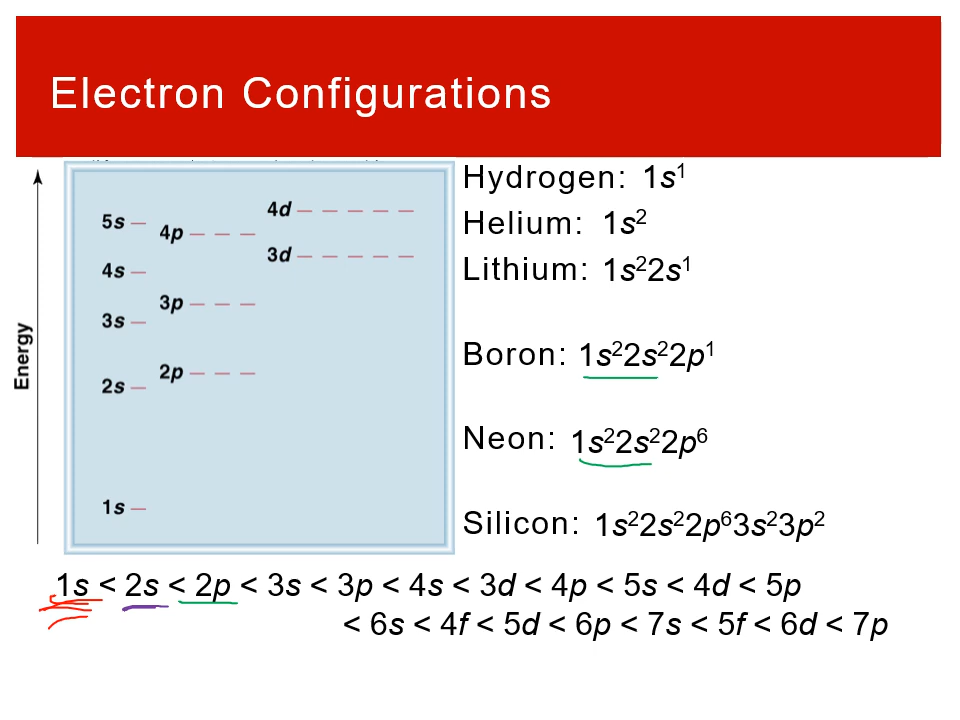 Electron Configurations
Energy
5s
4p
4d
3d
4s
3p
3s
2p
2s
1s
Hydrogen: 1s¹
Helium: 1s²
Lithium: 1s²2s¹
Boron: 1s²2s²2p¹
Neon: 1s²2s²2p⁶
Silicon: 1s²2s²2p⁶3s²3p²
1s < 2s < 2p < 3s < 3p < 4s < 3d < 4p < 5s < 4d < 5p
< 6s < 4f < 5d < 6p < 7s < 5f < 6d < 7p